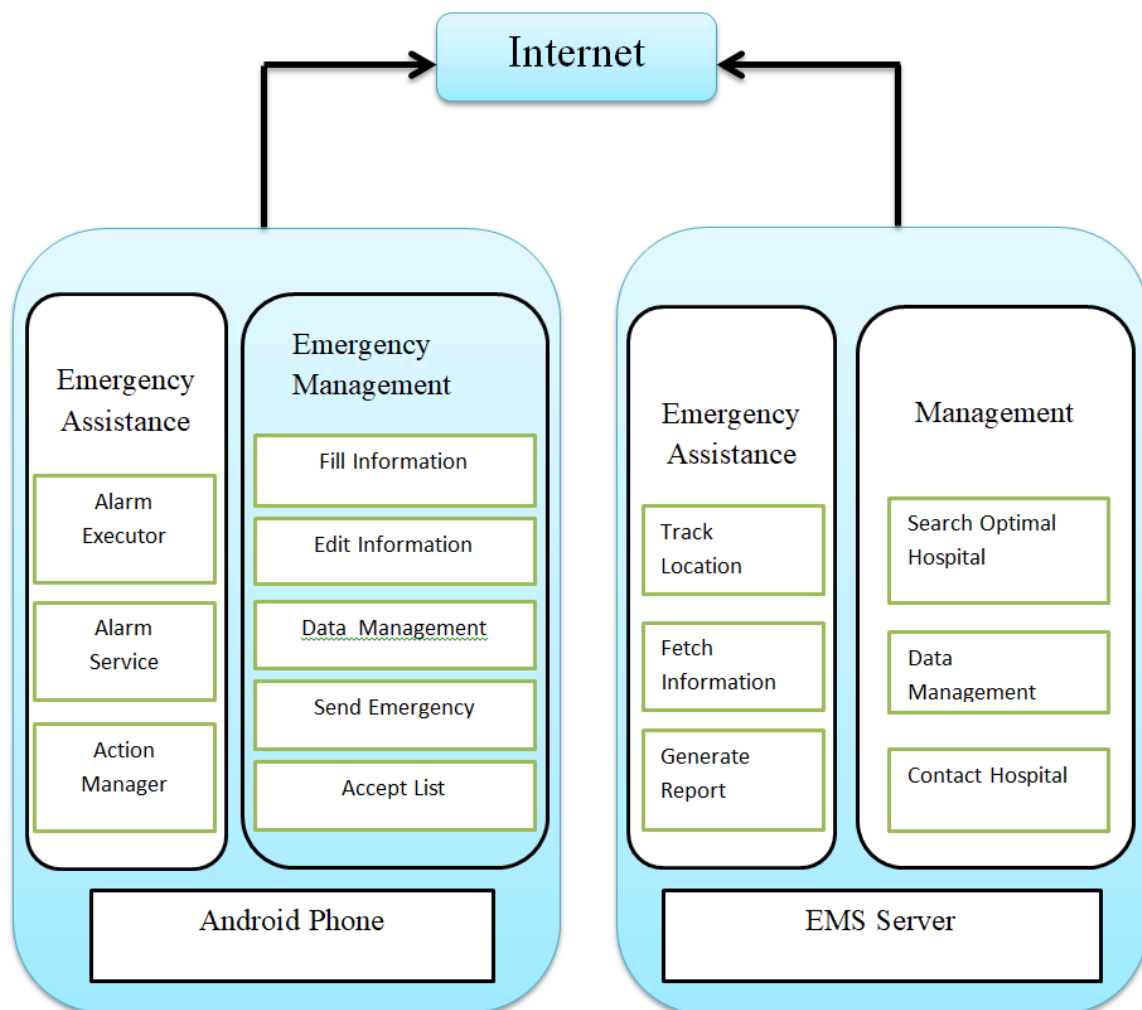 Internet
Emergency
Assistance
Alarm
Executor
Alarm
Service
Action
Manager
Emergency
Management
Fill Information
Edit Information
Data Management
Send Emergency
Accept List
Android Phone
Emergency
Assistance
Track
Location
Fetch
Information
Generate
Report
Management
Search Optimal
Hospital
Data
Management
Contact Hospital
EMS Server